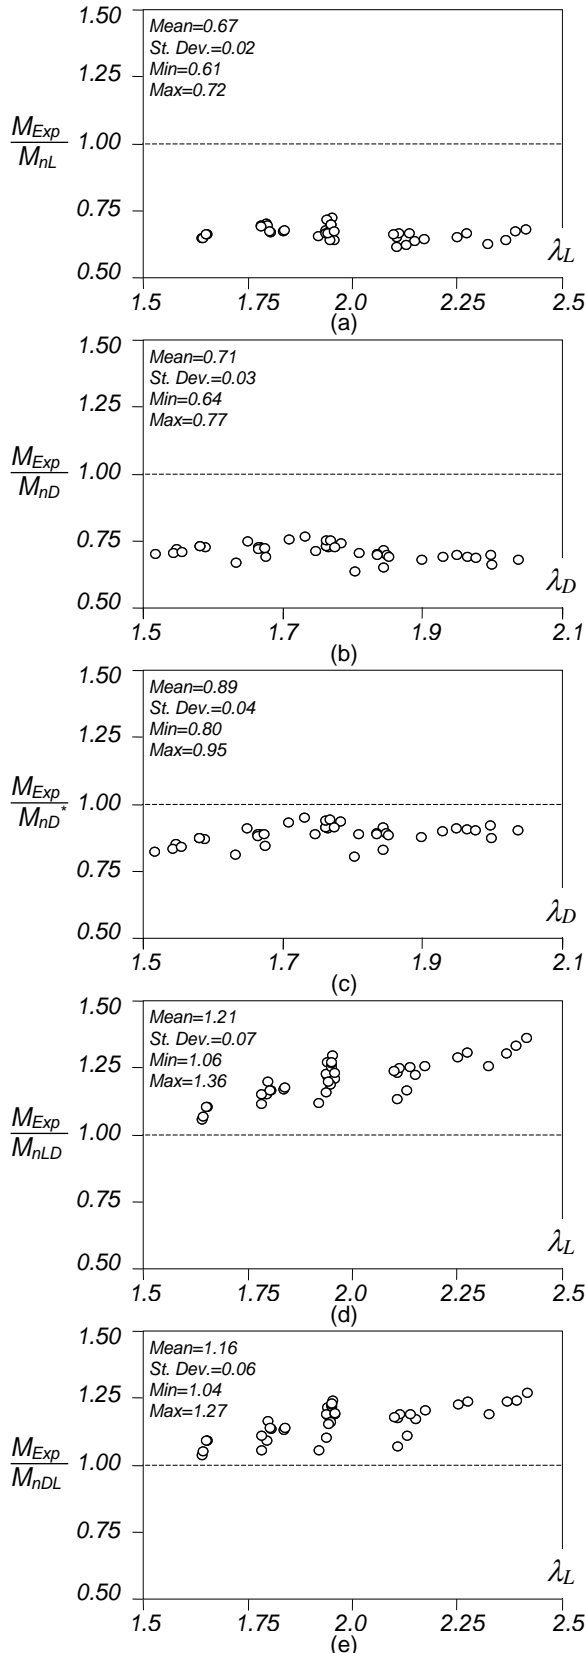 1.50
Mean=0.67
St. Dev.=0.02
Min=0.61
Max=0.72
1.25
M_Exp
M_nL
1.00
0.75
0.50
λ_L
1.5 1.75 2.0 2.25 2.5
(a)
1.50
Mean=0.71
St. Dev.=0.03
Min=0.64
Max=0.77
1.25
M_Exp
M_nD
1.00
0.75
0.50
λ_D
1.5 1.7 1.9 2.1
(b)
1.50
Mean=0.89
St. Dev.=0.04
Min=0.80
Max=0.95
1.25
M_Exp
M_nD*
1.00
0.75
0.50
λ_D
1.5 1.7 1.9 2.1
(c)
1.50
Mean=1.21
St. Dev.=0.07
Min=1.06
Max=1.36
1.25
M_Exp
M_nLD
1.00
0.75
0.50
λ_L
1.5 1.75 2.0 2.25 2.5
(d)
1.50
Mean=1.16
St. Dev.=0.06
Min=1.04
Max=1.27
1.25
M_Exp
M_nDL
1.00
0.75
0.50
λ_L
1.5 1.75 2.0 2.25 2.5
(e)